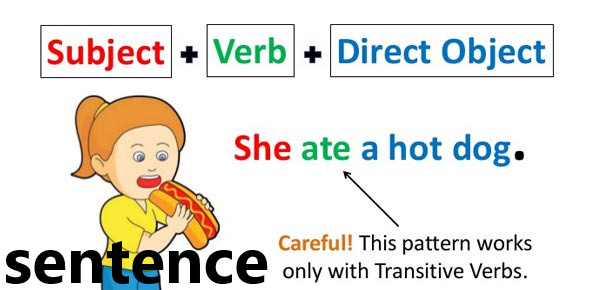 Subject + Verb + Direct Object
She ate a hot dog.
Careful! This pattern works
only with Transitive Verbs.
sentence